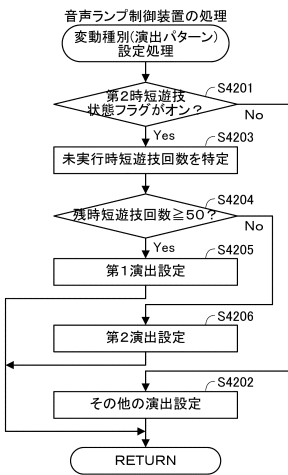 音声ランプ制御装置の処理
変動種別(演出パターン)
設定処理
S4201
第2時短遊技
状態フラグがオン?
No
Yes
S4203
未実行時短遊技回数を特定
S4204
残時短遊技回数≧50?
No
Yes
S4205
第1演出設定
S4206
第2演出設定
S4202
その他の演出設定
RETURN